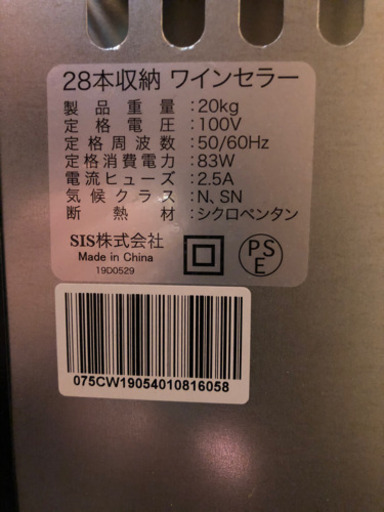 28本収納 ワインセラー
製品重量:20kg
定格電圧:100V
定格周波数:50/60Hz
定格消費電力:83W
電流ヒューズ:2.5A
気候クラス:N, SN
断熱材:シクロペンタン
SIS株式会社
Made in China
19D0529
PS
E
075CW19054010816058